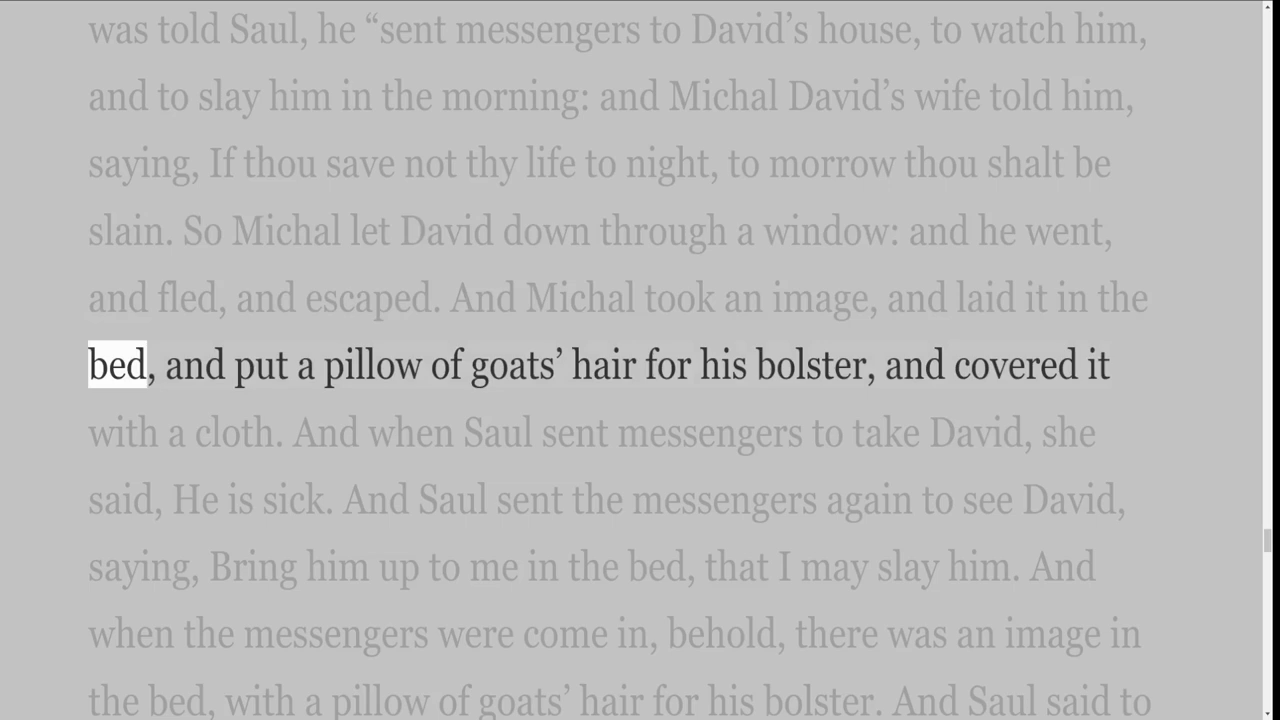 was told Saul, he “sent messengers to David’s house, to watch him,
and to slay him in the morning: and Michal David’s wife told him,
saying, If thou save not thy life to night, to morrow thou shalt be
slain. So Michal let David down through a window: and he went,
and fled, and escaped. And Michal took an image, and laid it in the
bed, and put a pillow of goats’ hair for his bolster, and covered it
with a cloth. And when Saul sent messengers to take David, she
said, He is sick. And Saul sent the messengers again to see David,
saying, Bring him up to me in the bed, that I may slay him. And
when the messengers were come in, behold, there was an image in
the bed, with a pillow of goats’ hair for his bolster. And Saul said to